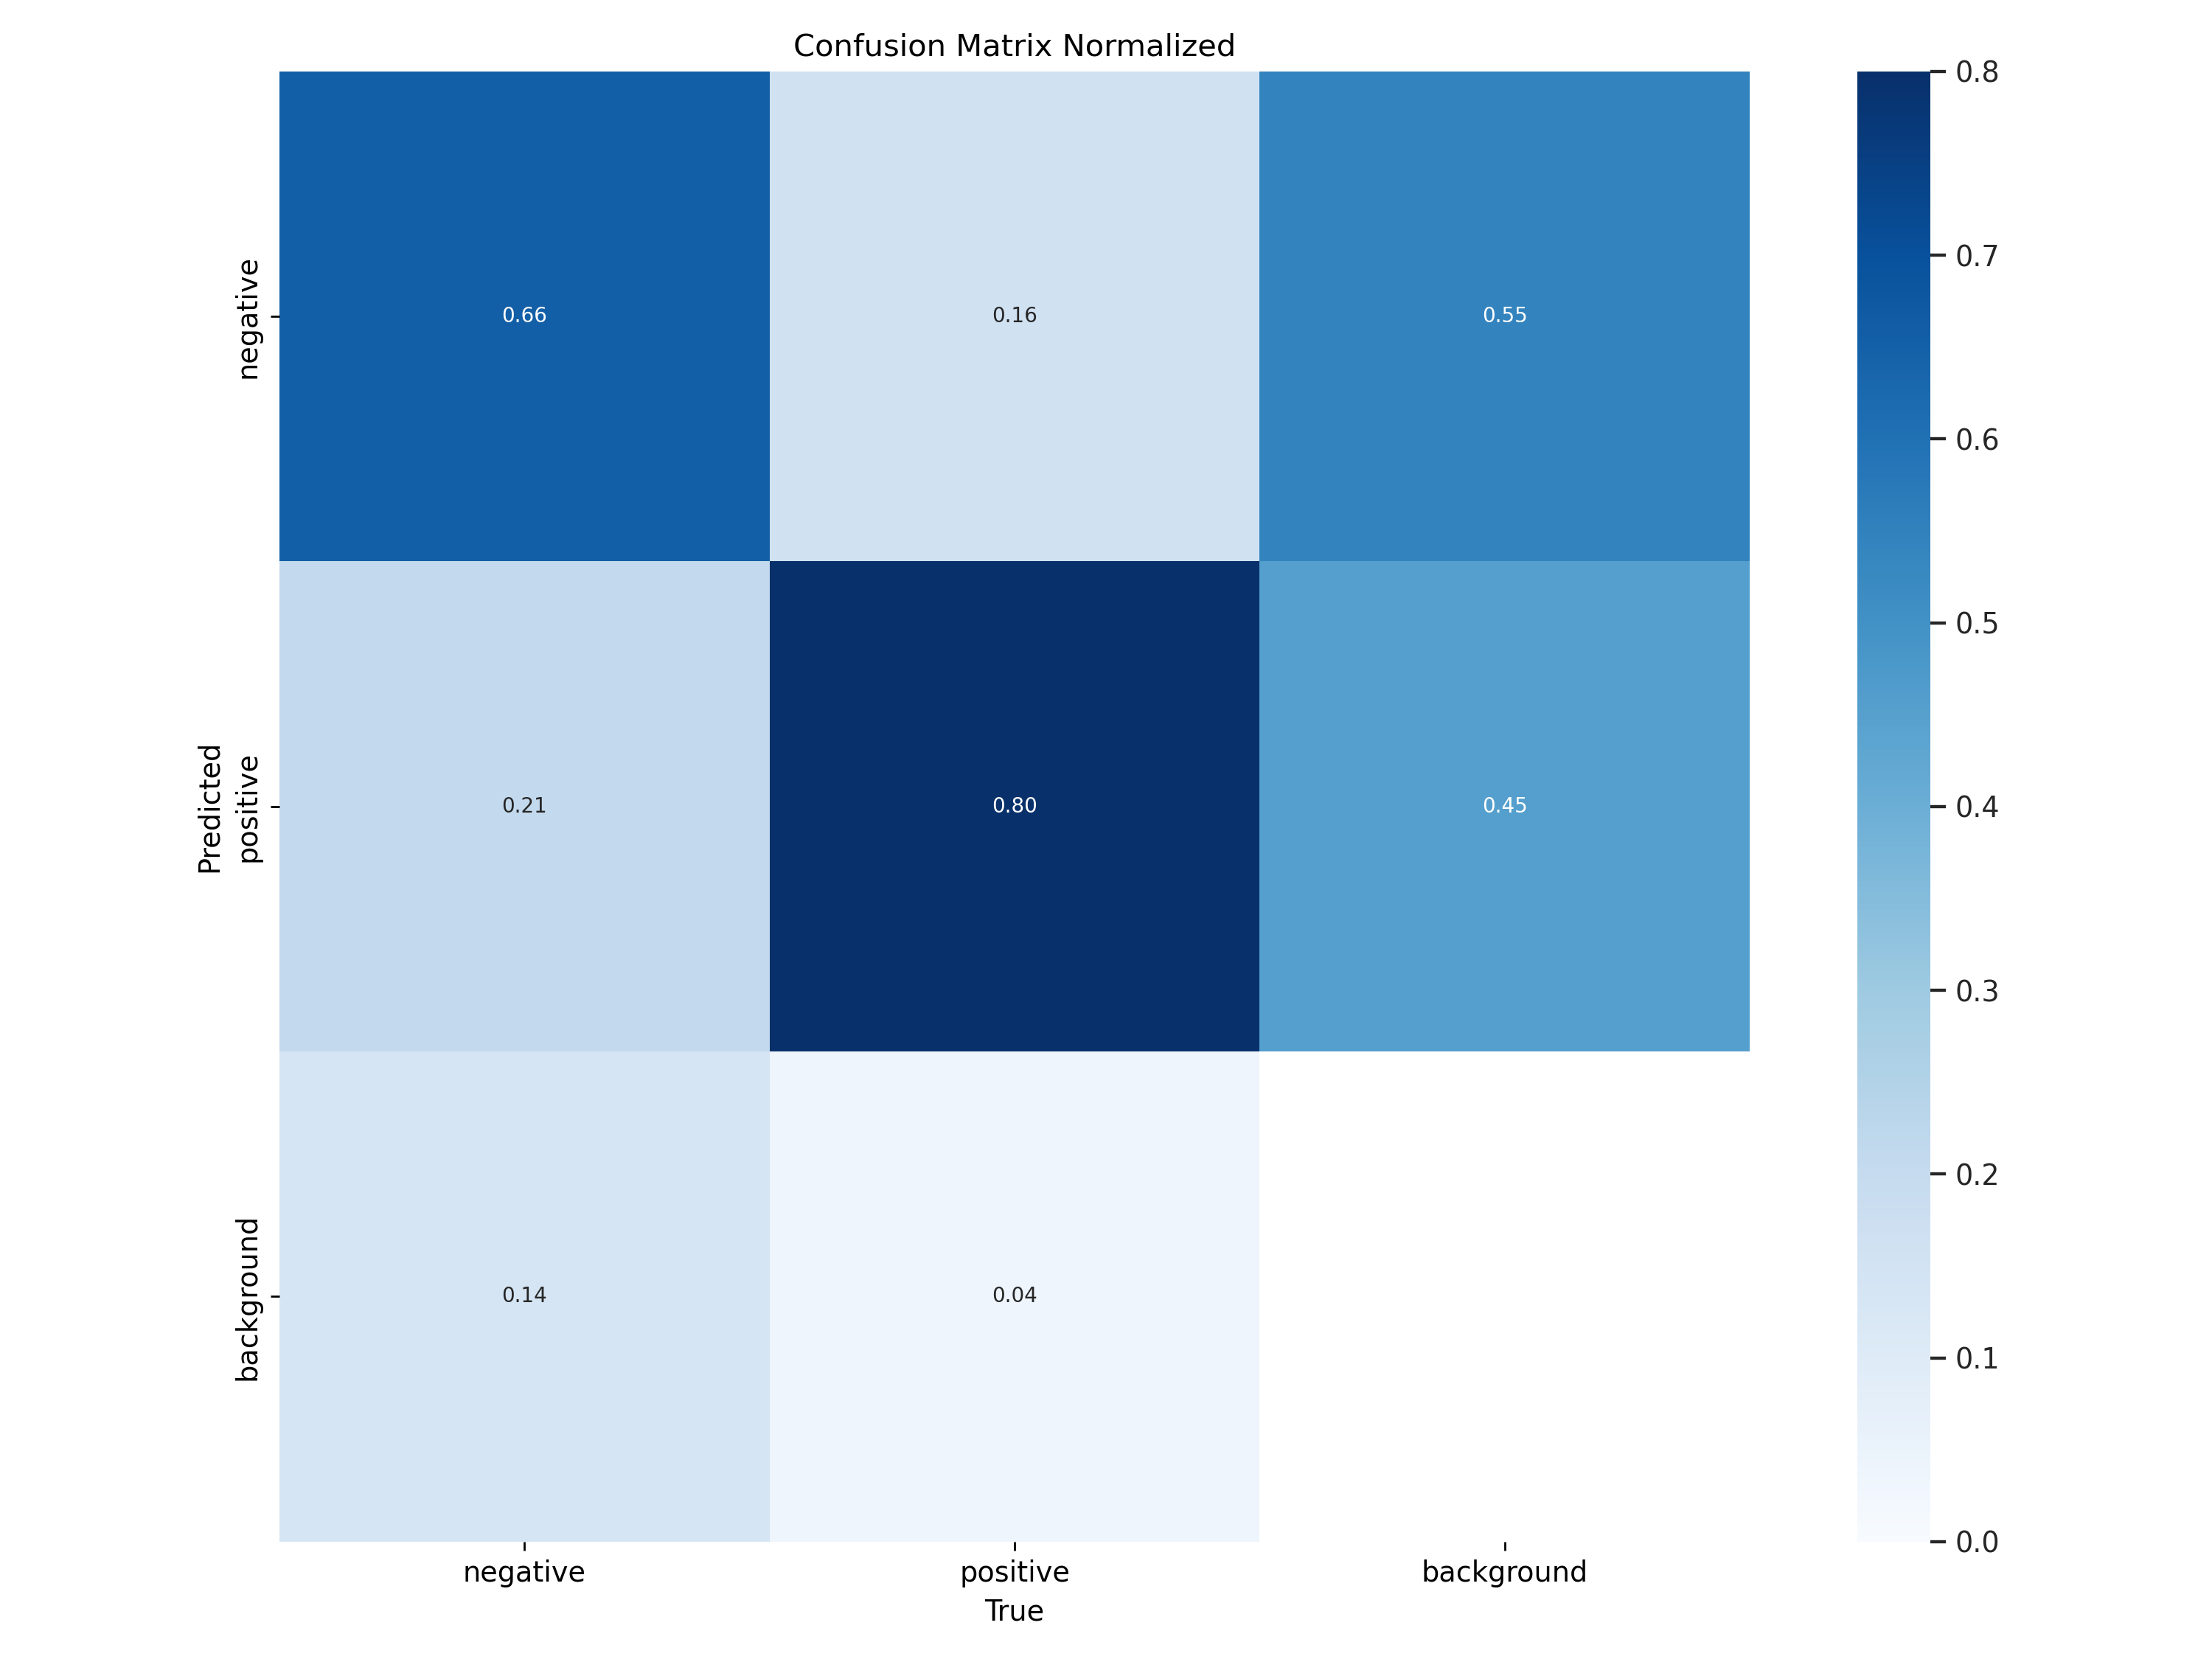 Confusion Matrix Normalized
negative
0.66
0.16
0.55
Predicted
positive
0.21
0.80
0.45
background
0.14
0.04
negative
positive
background
True
0.8
0.7
0.6
0.5
0.4
0.3
0.2
0.1
0.0